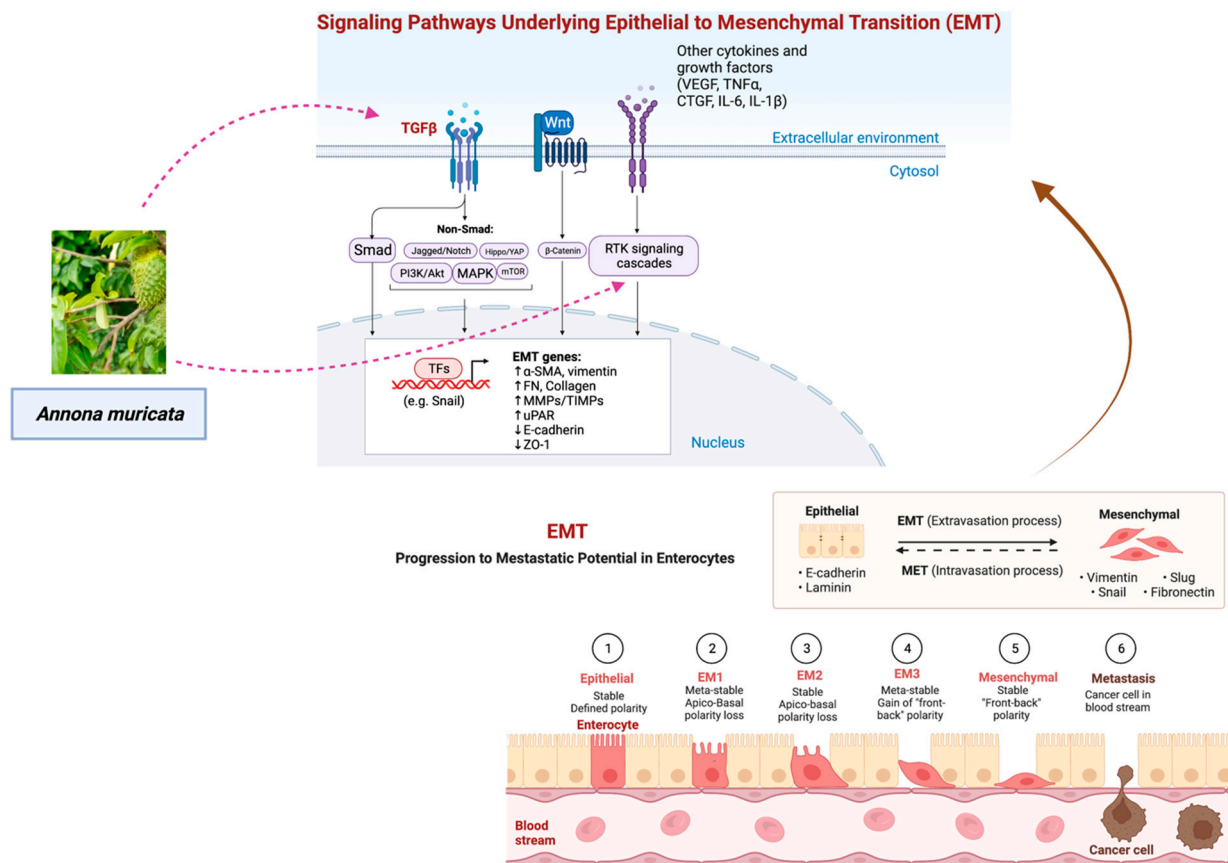 Signaling Pathways Underlying Epithelial to Mesenchymal Transition (EMT)
Other cytokines and
growth factors
(VEGF, TNFα,
CTGF, IL-6, IL-1β)
TGFβ
Wnt
Extracellular environment
Cytosol
Non-Smad:
Smad
Jagged/Notch
Hippo/YAP
PI3K/Akt
MAPK
mTOR
β-Catenin
RTK signaling
cascades
TFs
(e.g. Snail)
EMT genes:
↑α-SMA, vimentin
↑FN, Collagen
↑MMPs/TIMPs
↑uPAR
↓E-cadherin
↓ZO-1
Nucleus
Annona muricata
EMT
Progression to Mestastatic Potential in Enterocytes
Epithelial
• E-cadherin
• Laminin
EMT (Extravasation process)
MET (Intravasation process)
Mesenchymal
• Vimentin • Slug
• Snail • Fibronectin
1
Epithelial
Stable
Defined polarity
Enterocyte
2
EM1
Meta-stable
Apico-Basal
polarity loss
3
EM2
Stable
Apico-basal
polarity loss
4
EM3
Meta-stable
Gain of "front-
back" polarity
5
Mesenchymal
Stable
"Front-back"
polarity
6
Metastasis
Cancer cell in
blood stream
Blood
stream
Cancer cell